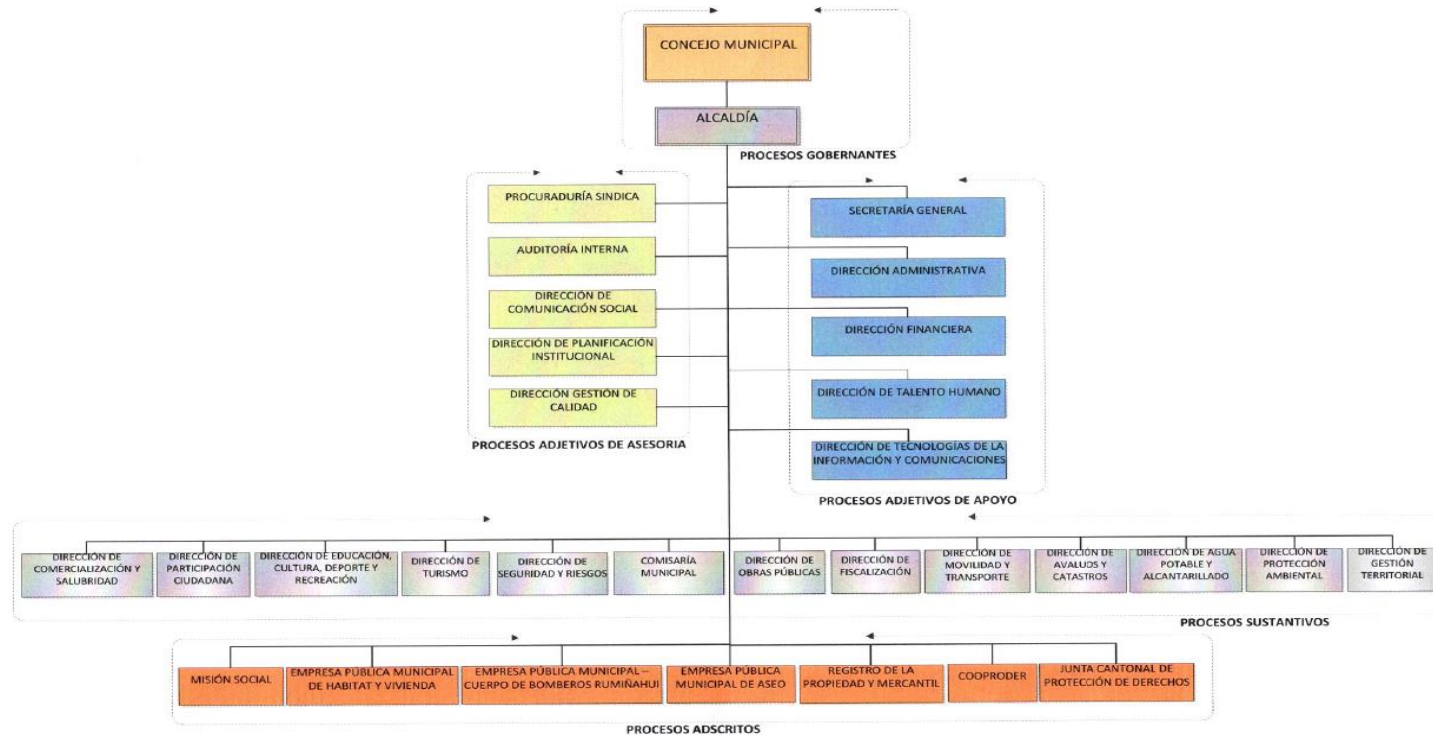 CONCEJO MUNICIPAL
ALCALDÍA
PROCESOS GOBERNANTES
PROCURADURÍA SINDICA
AUDITORÍA INTERNA
DIRECCIÓN DE
COMUNICACIÓN SOCIAL
DIRECCIÓN DE PLANIFICACIÓN
INSTITUCIONAL
DIRECCIÓN GESTIÓN DE
CALIDAD
PROCESOS ADJETIVOS DE ASESORIA
SECRETARÍA GENERAL
DIRECCIÓN ADMINISTRATIVA
DIRECCIÓN FINANCIERA
DIRECCIÓN DE TALENTO HUMANO
DIRECCIÓN DE TECNOLOGÍAS DE LA
INFORMACIÓN Y COMUNICACIONES
PROCESOS ADJETIVOS DE APOYO
DIRECCIÓN DE
COMERCIALIZACIÓN Y
SALUBRIDAD
DIRECCIÓN DE
PARTICIPACIÓN
CIUDADANA
DIRECCIÓN DE EDUCACIÓN,
CULTURA, DEPORTE Y
RECREACIÓN
DIRECCIÓN DE
TURISMO
DIRECCIÓN DE
SEGURIDAD Y RIESGOS
COMISARÍA
MUNICIPAL
DIRECCIÓN DE
OBRAS PÚBLICAS
DIRECCIÓN DE
FISCALIZACIÓN
DIRECCIÓN DE
MOVILIDAD Y
TRANSPORTE
DIRECCIÓN DE
AVALUOS Y
CATASTROS
DIRECCIÓN DE AGUA
POTABLE Y
ALCANTARILLADO
DIRECCIÓN DE
PROTECCIÓN
AMBIENTAL
DIRECCIÓN DE
GESTIÓN
TERRITORIAL
PROCESOS SUSTANTIVOS
MISIÓN SOCIAL
EMPRESA PÚBLICA MUNICIPAL
DE HABITAT Y VIVIENDA
EMPRESA PÚBLICA MUNICIPAL –
CUERPO DE BOMBEROS RUMIÑAHUI
EMPRESA PÚBLICA
MUNICIPAL DE ASEO
REGISTRO DE LA
PROPIEDAD Y MERCANTIL
COOPRODER
JUNTA CANTONAL DE
PROTECCIÓN DE DERECHOS
PROCESOS ADSCRITOS